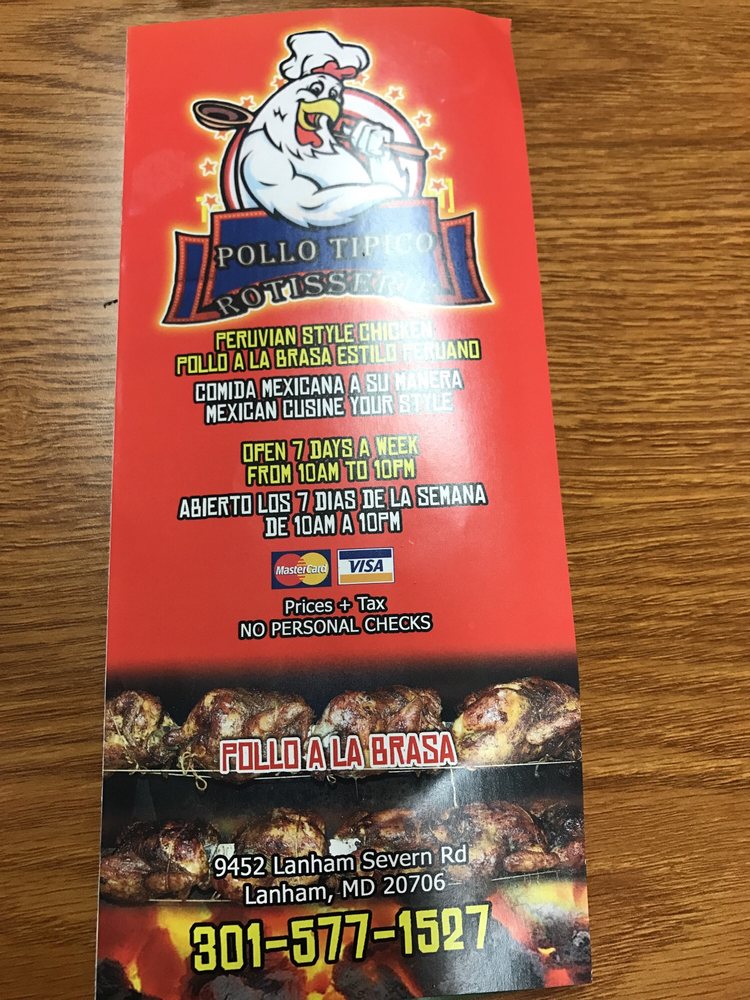 POLLO TIPICO
ROTISSERIE
PERUVIAN STYLE CHICKEN
POLLO A LA BRASA ESTILO PERUANO
COMIDA MEXICANA A SU MANERA
MEXICAN CUSINE YOUR STYLE
OPEN 7 DAYS A WEEK
FROM 10AM TO 10PM
ABIERTO LOS 7 DIAS DE LA SEMANA
DE 10AM A 10PM
MasterCard VISA
Prices + Tax
NO PERSONAL CHECKS
POLLO A LA BRASA
9452 Lanham Severn Rd
Lanham, MD 20706
301-577-1527